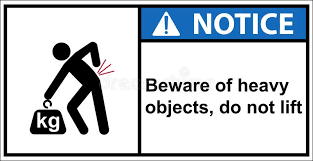 NOTICE
Beware of heavy
objects, do not lift
kg